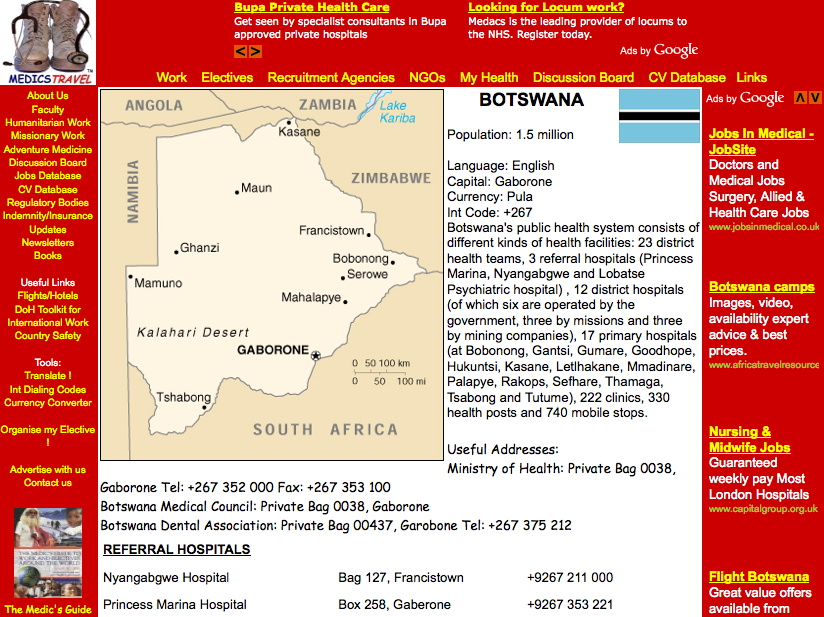 Bupa Private Health Care
Get seen by specialist consultants in Bupa
approved private hospitals
Looking for Locum work?
Medacs is the leading provider of locums to
the NHS. Register today.
Ads by Google
MEDICSTRAVEL™
Work Electives Recruitment Agencies NGOs My Health Discussion Board CV Database Links
About Us
Faculty
Humanitarian Work
Missionary Work
Adventure Medicine
Discussion Board
Jobs Database
CV Database
Regulatory Bodies
Indemnity/Insurance
Updates
Newsletters
Books
Useful Links
Flights/Hotels
DoH Toolkit for
International Work
Country Safety
Tools:
Translate !
Int Dialing Codes
Currency Converter
Organise my Elective
!
Advertise with us
Contact us
THE MEDIC'S GUIDE TO
WORK AND ELECTIVES
AROUND THE WORLD
The Medic's Guide
ANGOLA
ZAMBIA
Lake
Kariba
Kasane
NAMIBIA
ZIMBABWE
Maun
Francistown
Ghanzi
Bobonong
Serowe
Mamuno
Mahalapye
Kalahari Desert
GABORONE
0 50 100 km
0 50 100 mi
Tshabong
SOUTH AFRICA
BOTSWANA
Population: 1.5 million
Language: English
Capital: Gaborone
Currency: Pula
Int Code: +267
Botswana's public health system consists of
different kinds of health facilities: 23 district
health teams, 3 referral hospitals (Princess
Marina, Nyangabgwe and Lobatse
Psychiatric hospital) , 12 district hospitals
(of which six are operated by the
government, three by missions and three
by mining companies), 17 primary hospitals
(at Bobonong, Gantsi, Gumare, Goodhope,
Hukuntsi, Kasane, Letlhakane, Mmadinare,
Palapye, Rakops, Sefhare, Thamaga,
Tsabong and Tutume), 222 clinics, 330
health posts and 740 mobile stops.
Useful Addresses:
Ministry of Health: Private Bag 0038,
Gaborone Tel: +267 352 000 Fax: +267 353 100
Botswana Medical Council: Private Bag 0038, Gaborone
Botswana Dental Association: Private Bag 00437, Garobone Tel: +267 375 212
REFERRAL HOSPITALS
Nyangabgwe Hospital Bag 127, Francistown +9267 211 000
Princess Marina Hospital Box 258, Gaberone +9267 353 221
Ads by Google
Jobs In Medical -
JobSite
Doctors and
Medical Jobs
Surgery, Allied &
Health Care Jobs
www.jobsinmedical.co.uk
Botswana camps
Images, video,
availability expert
advice & best
prices.
www.africatravelresource
Nursing &
Midwife Jobs
Guaranteed
weekly pay Most
London Hospitals
www.capitalgroup.org.uk
Flight Botswana
Great value offers
available from